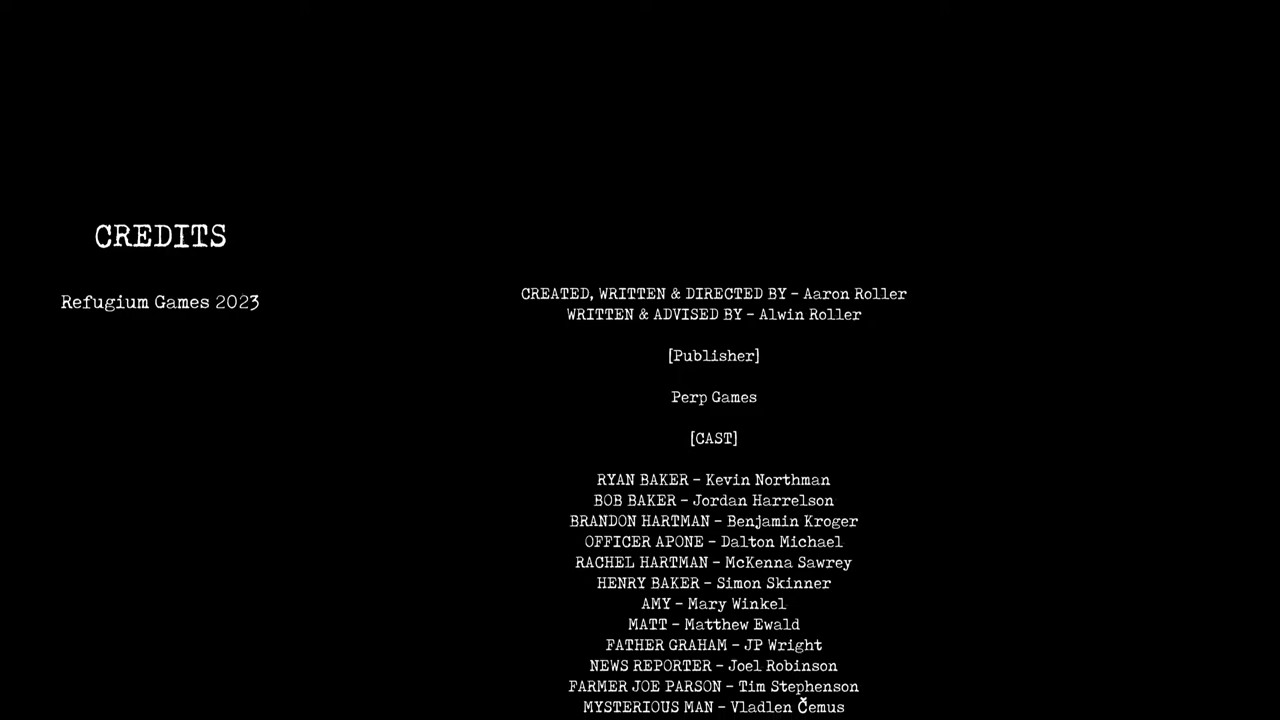 CREDITS
Refugium Games 2023
CREATED, WRITTEN & DIRECTED BY - Aaron Roller
WRITTEN & ADVISED BY - Alwin Roller
[Publisher]
Perp Games
[CAST]
RYAN BAKER - Kevin Northman
BOB BAKER - Jordan Harrelson
BRANDON HARTMAN - Benjamin Kroger
OFFICER APONE - Dalton Michael
RACHEL HARTMAN - McKenna Sawrey
HENRY BAKER - Simon Skinner
AMY - Mary Winkel
MATT - Matthew Ewald
FATHER GRAHAM - JP Wright
NEWS REPORTER - Joel Robinson
FARMER JOE PARSON - Tim Stephenson
MYSTERIOUS MAN - Vladlen Čemus